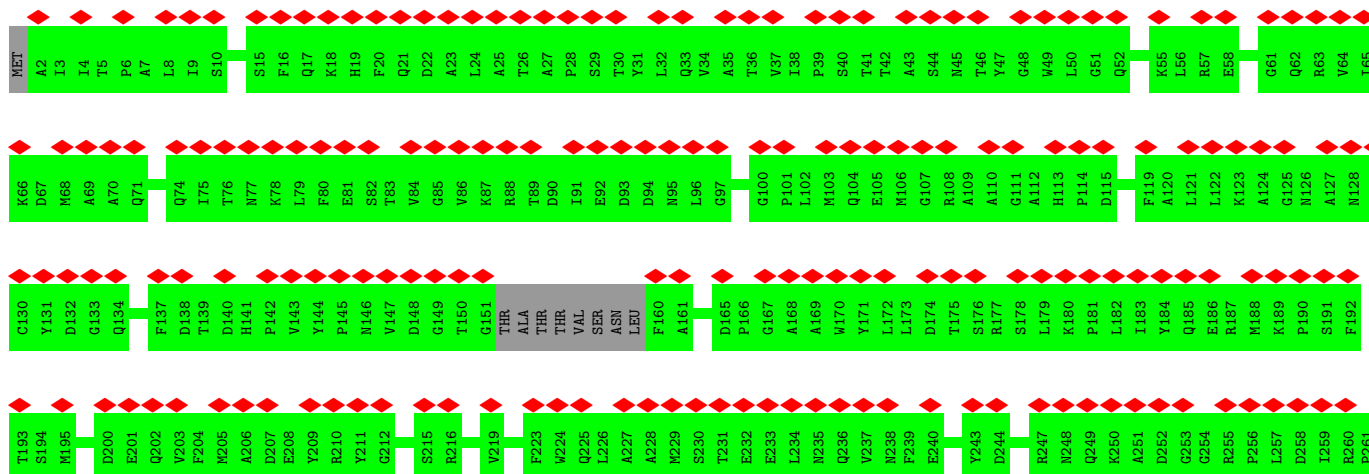 MET A2 I3 I4 T5 P6 A7 L8 I9 S10 S15 F16 Q17 K18 H19 F20 Q21 D22 A23 L24 A25 T26 A27 P28 S29 T30 Y31 L32 Q33 V34 A35 T36 V37 I38 P39 S40 T41 T42 A43 S44 N45 T46 Y47 G48 W49 L50 G51 Q52 K55 L56 R57 E58 G61 Q62 R63 V64 I65
K66 D67 M68 A69 A70 Q71 Q74 I75 T76 N77 K78 L79 F80 E81 S82 T83 V84 G85 V86 K87 R88 T89 D90 I91 E92 D93 D94 N95 L96 G97 G100 P101 L102 M103 Q104 E105 M106 G107 R108 A109 A110 G111 A112 H113 P114 D115 F119 A120 L121 L122 K123 A124 G125 N126 A127 N128
C130 Y131 D132 G133 Q134 F137 D138 T139 D140 H141 P142 V143 Y144 P145 N146 V147 D148 G149 T150 G151 THR ALA THR THR VAL SER ASN LEU F160 A161 D165 P166 G167 A168 A169 W170 Y171 L172 L173 D174 T175 S176 R177 S178 L179 K180 P181 L182 I183 Y184 Q185 E186 R187 M188 K189 P190 S191 F192
T193 S194 M195 D200 E201 Q202 V203 F204 M205 A206 D207 E208 Y209 R210 Y211 G212 S215 R216 V219 F223 W224 Q225 L226 A227 A228 M229 S230 T231 E232 E233 L234 N235 Q236 V237 N238 F239 E240 Y243 D244 R247 N248 Q249 K250 A251 D252 G253 G254 R255 P256 L257 D258 I259 R260 P261